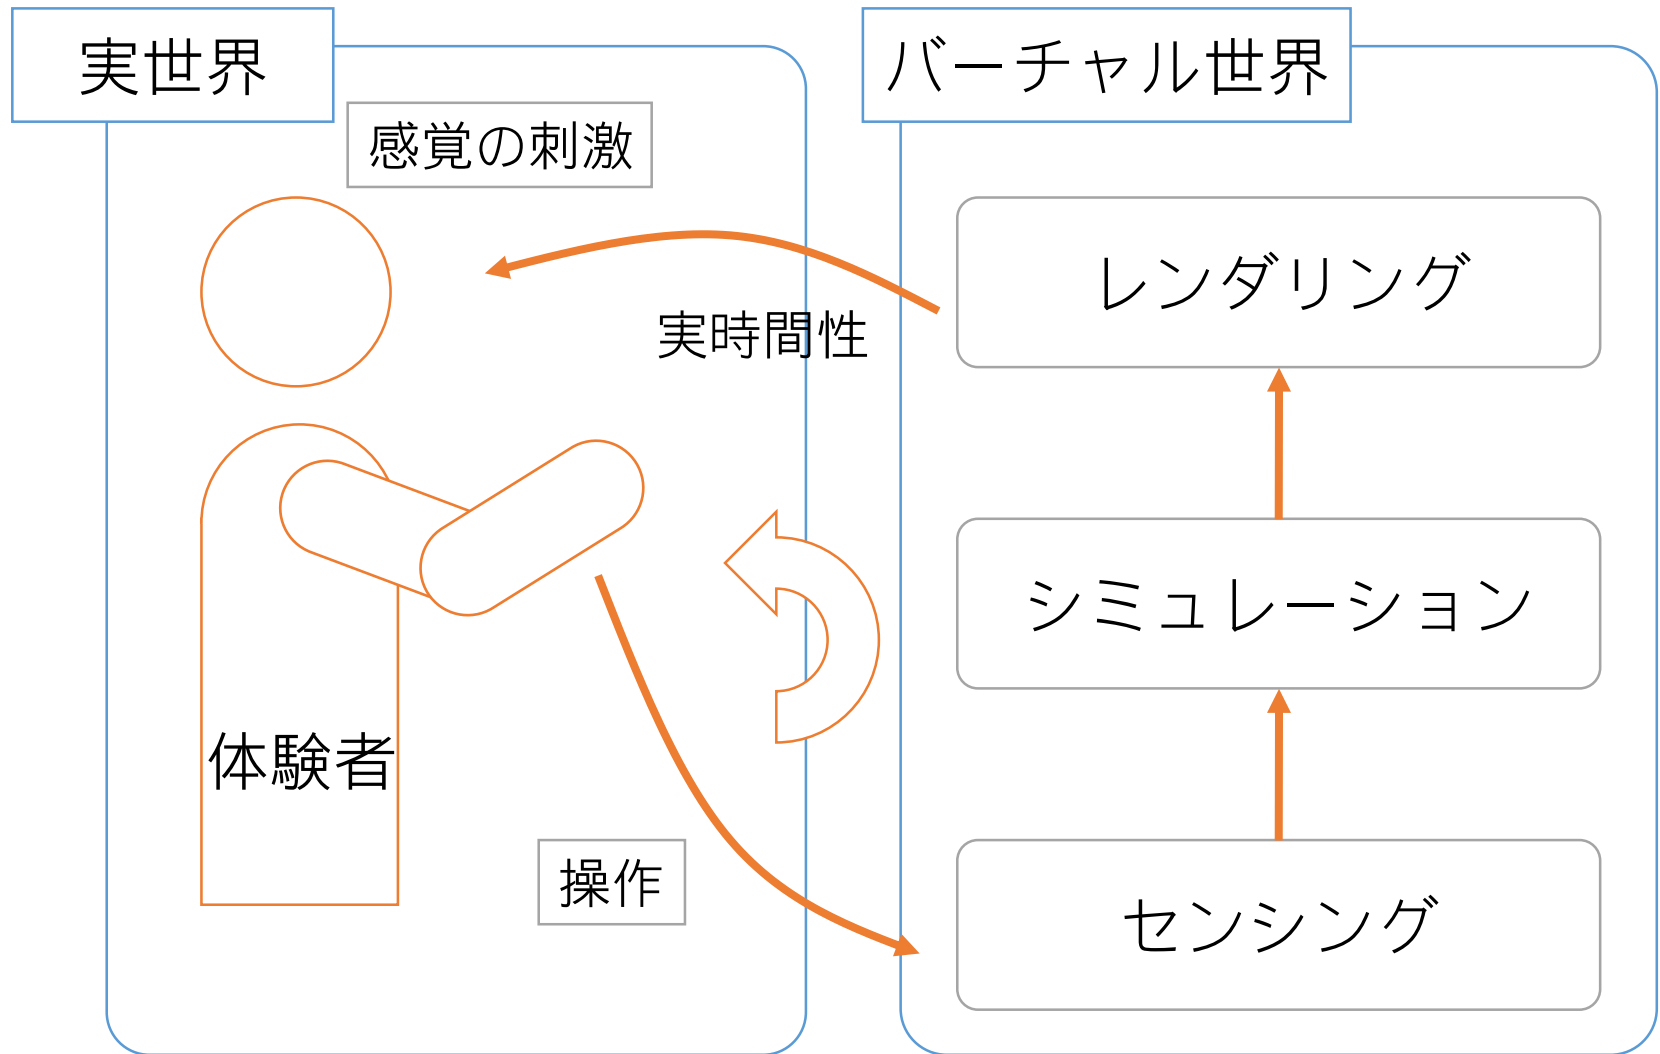 実世界
バーチャル世界
感覚の刺激
レンダリング
実時間性
シミュレーション
体験者
操作
センシング